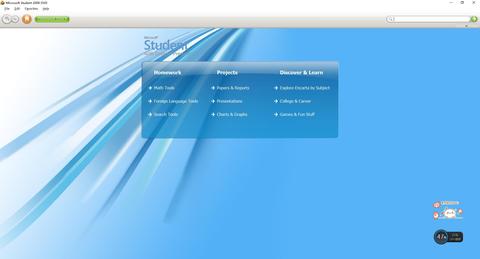 Microsoft Student 2008 DVD
File Edit Favorites Help
Microsoft
Student
Homework Projects Discover & Learn
Math Tools Papers & Reports Explore Encarta by Subject
Foreign Language Tools Presentations College & Career
Search Tools Charts & Graphs Games & Fun Stuff